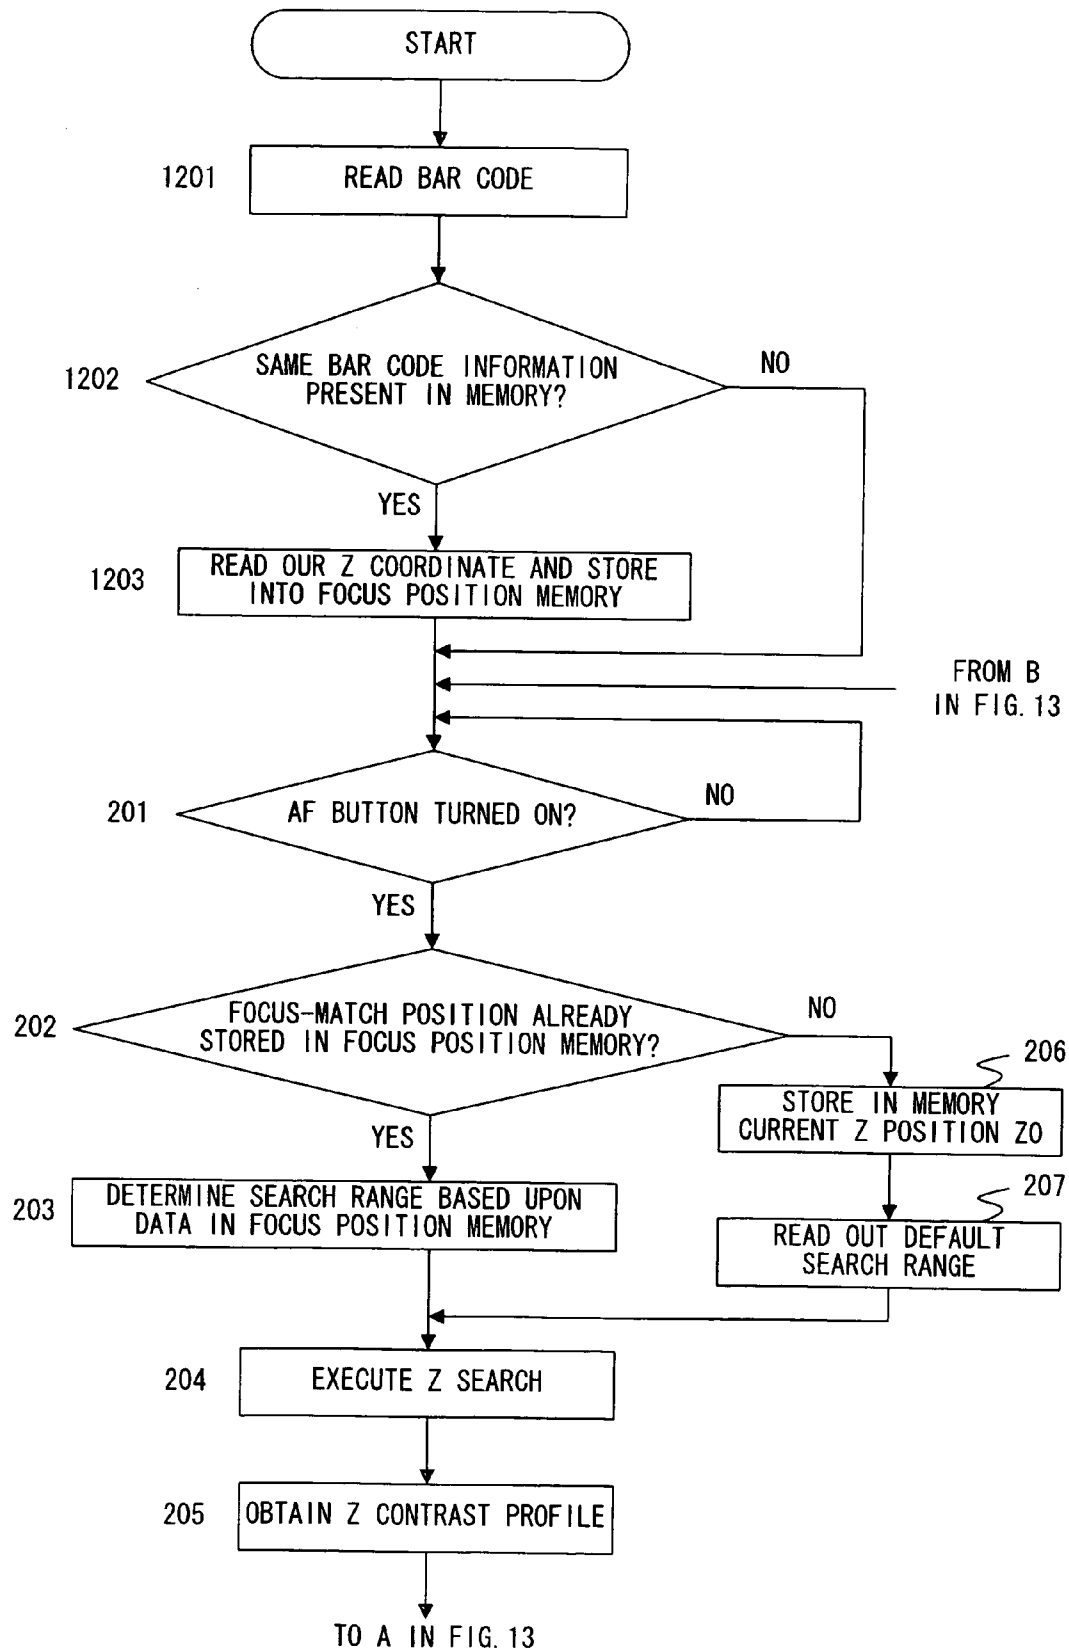 START
1201
READ BAR CODE
1202
SAME BAR CODE INFORMATION
PRESENT IN MEMORY?
NO
YES
1203
READ OUR Z COORDINATE AND STORE
INTO FOCUS POSITION MEMORY
FROM B
IN FIG. 13
201
AF BUTTON TURNED ON?
NO
YES
202
FOCUS-MATCH POSITION ALREADY
STORED IN FOCUS POSITION MEMORY?
NO
206
STORE IN MEMORY
CURRENT Z POSITION Z0
YES
203
DETERMINE SEARCH RANGE BASED UPON
DATA IN FOCUS POSITION MEMORY
207
READ OUT DEFAULT
SEARCH RANGE
204
EXECUTE Z SEARCH
205
OBTAIN Z CONTRAST PROFILE
TO A IN FIG. 13